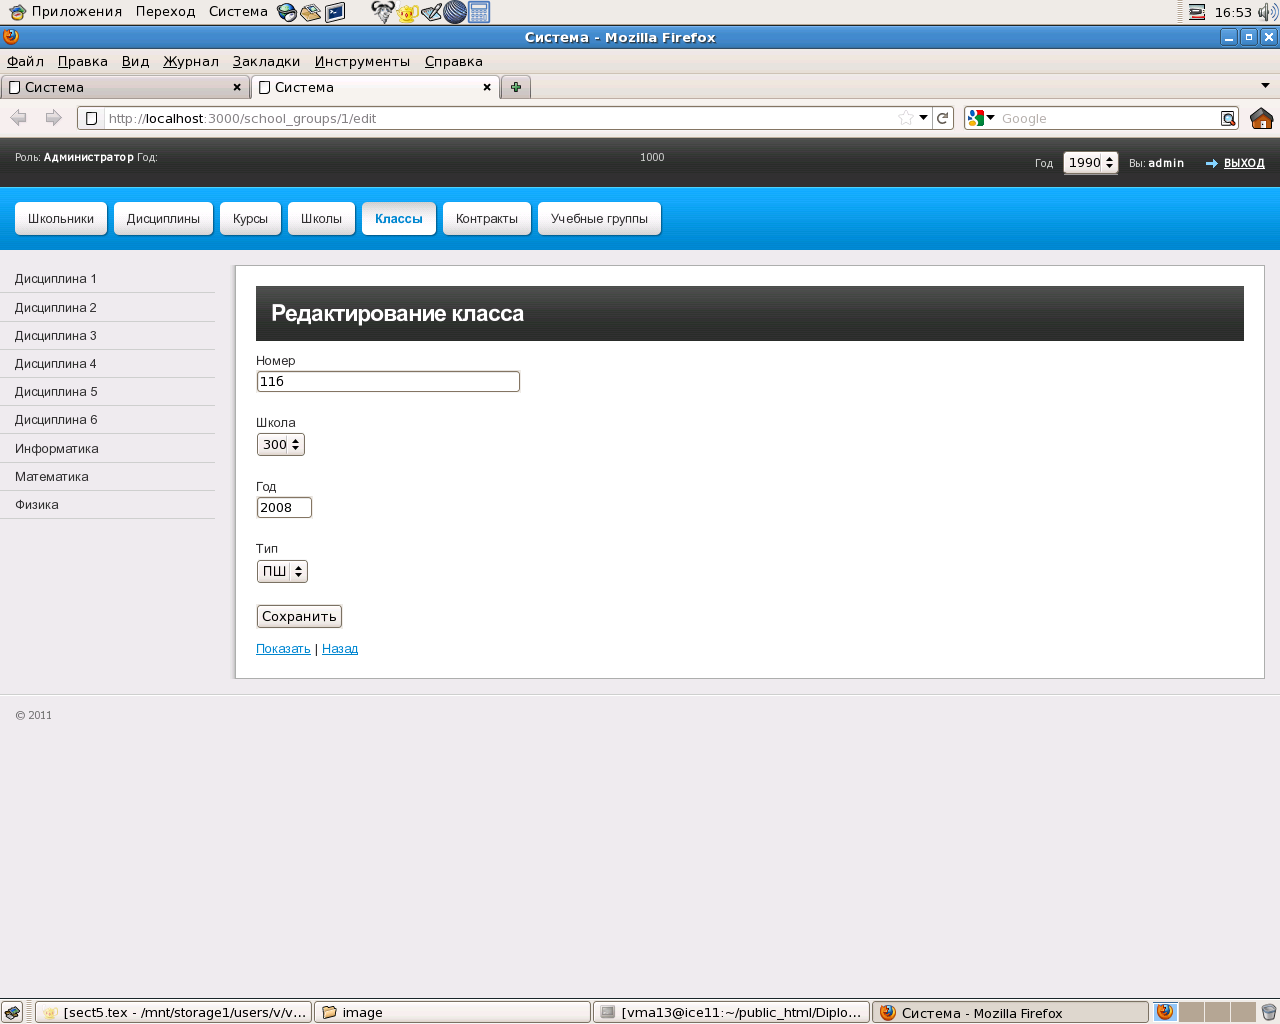 Приложения Переход Система 16:53
Система - Mozilla Firefox
Файл Правка Вид Журнал Закладки Инструменты Справка
Система Система
http://localhost:3000/school_groups/1/edit Google
Роль: Администратор Год: 1000 Год 1990 Вы: admin ВЫХОД
Школьники Дисциплины Курсы Школы Классы Контракты Учебные группы
Дисциплина 1
Дисциплина 2
Дисциплина 3
Дисциплина 4
Дисциплина 5
Дисциплина 6
Информатика
Математика
Физика
Редактирование класса
Номер
11б
Школа
300
Год
2008
Тип
ПШ
Сохранить
Показать | Назад
© 2011
[sect5.tex - /mnt/storage1/users/v/v... image [vma13@ice11:~/public_html/Diplo... Система - Mozilla Firefox